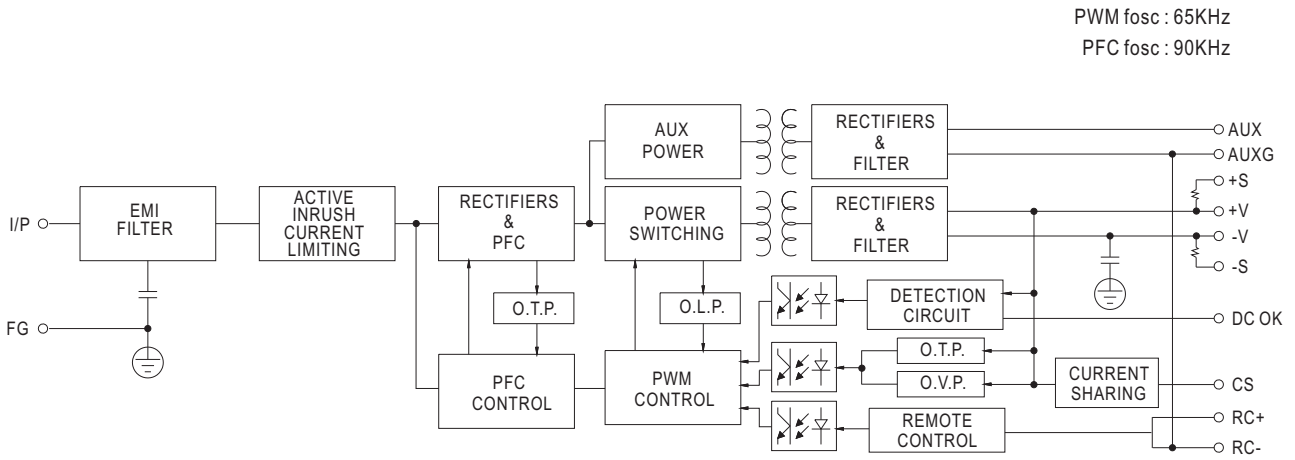 PWM fosc : 65KHz
PFC fosc : 90KHz
AUX
POWER
RECTIFIERS
&
FILTER
AUX
AUXG
+S
I/P
EMI
FILTER
ACTIVE
INRUSH
CURRENT
LIMITING
RECTIFIERS
&
PFC
POWER
SWITCHING
RECTIFIERS
&
FILTER
+V
-V
-S
O.T.P.
O.L.P.
DETECTION
CIRCUIT
DC OK
FG
PFC
CONTROL
PWM
CONTROL
O.T.P.
O.V.P.
CURRENT
SHARING
CS
REMOTE
CONTROL
RC+
RC-